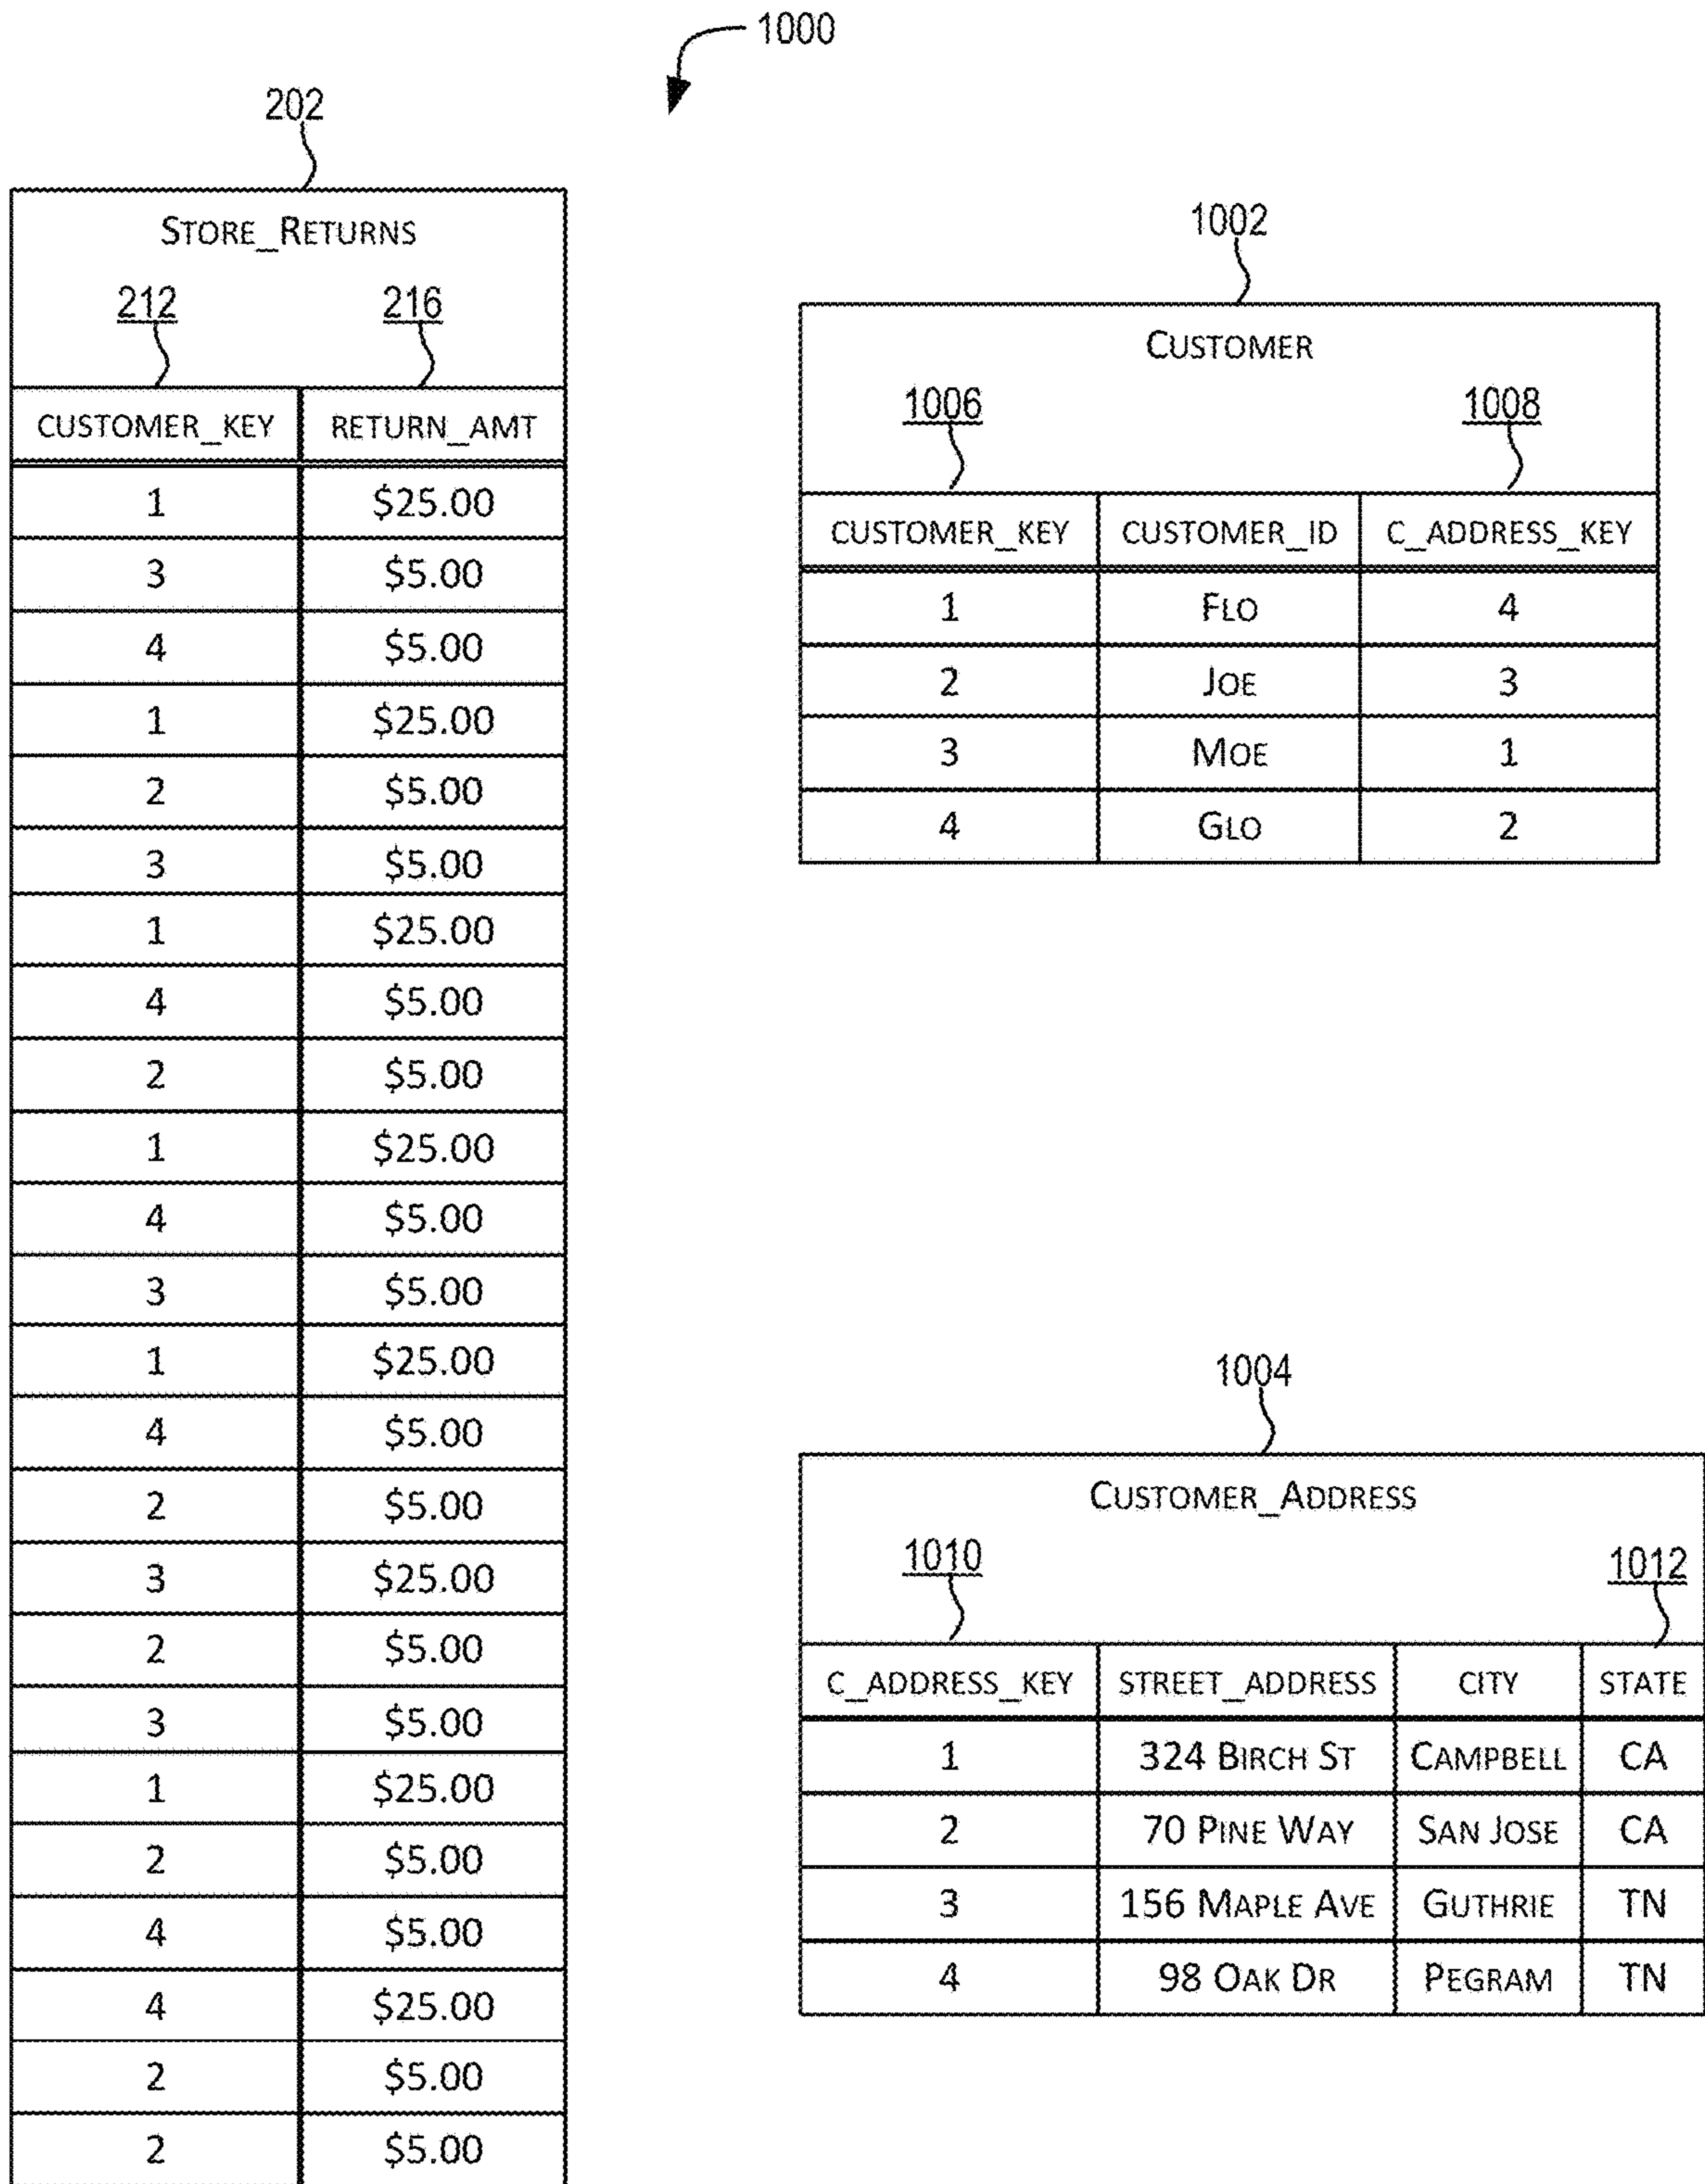 1000
202
STORE_RETURNS
212 216
CUSTOMER_KEY RETURN_AMT
1 $25.00
3 $5.00
4 $5.00
1 $25.00
2 $5.00
3 $5.00
1 $25.00
4 $5.00
2 $5.00
1 $25.00
4 $5.00
3 $5.00
1 $25.00
4 $5.00
2 $5.00
3 $25.00
2 $5.00
3 $5.00
1 $25.00
2 $5.00
4 $5.00
4 $25.00
2 $5.00
2 $5.00
1002
CUSTOMER
1006 1008
CUSTOMER_KEY CUSTOMER_ID C_ADDRESS_KEY
1 FLO 4
2 JOE 3
3 MOE 1
4 GLO 2
1004
CUSTOMER_ADDRESS
1010 1012
C_ADDRESS_KEY STREET_ADDRESS CITY STATE
1 324 BIRCH ST CAMPBELL CA
2 70 PINE WAY SAN JOSE CA
3 156 MAPLE AVE GUTHRIE TN
4 98 OAK DR PEGRAM TN